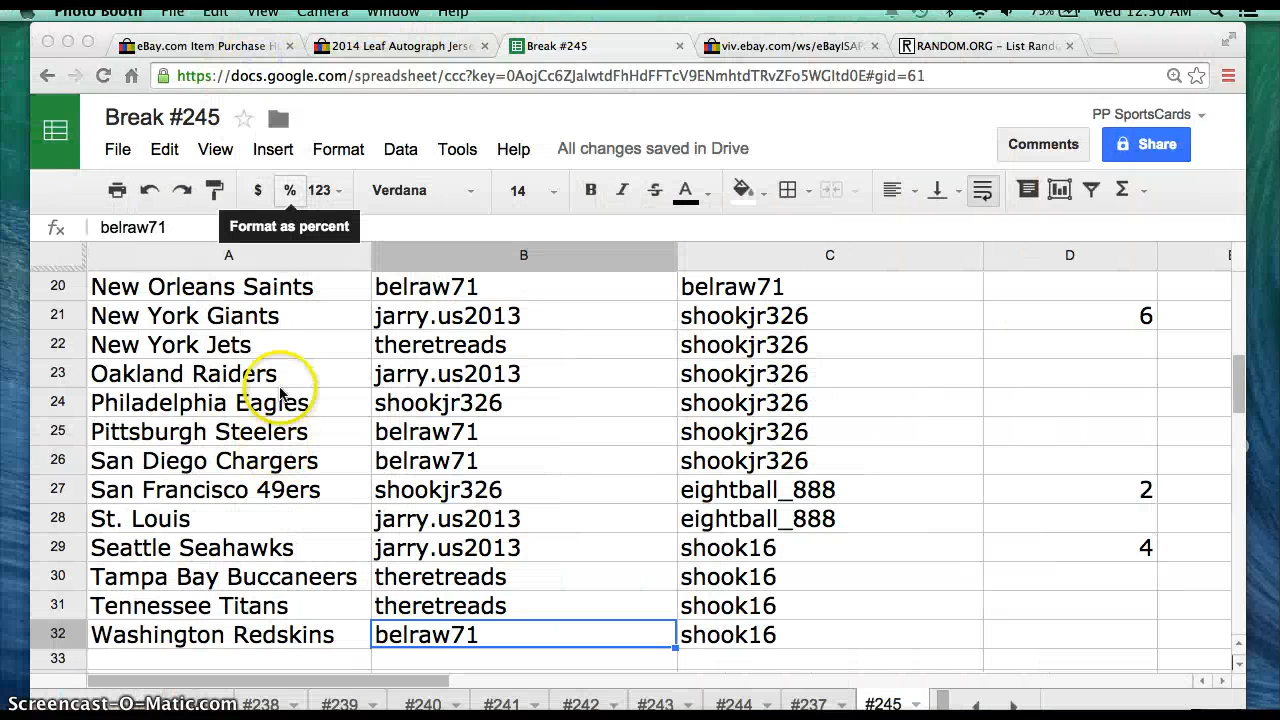 Photo Booth File Edit View Camera Window Help 75% Wed 12:30 AM
eBay.com Item Purchase Hi × 2014 Leaf Autograph Jerse × Break #245 × viv.ebay.com/ws/eBayISAP × RANDOM.ORG - List Rand ×
https://docs.google.com/spreadsheet/ccc?key=0AojCc6ZJalwtdFhHdFFTcV9ENmhtdTRvZFo5WGltd0E#gid=61
Break #245 PP SportsCards
File Edit View Insert Format Data Tools Help All changes saved in Drive Comments Share
$ % 123 Verdana 14 B I S A Σ
fx belraw71 Format as percent
A B C D E
20 New Orleans Saints belraw71 belraw71
21 New York Giants jarry.us2013 shookjr326 6
22 New York Jets theretreads shookjr326
23 Oakland Raiders jarry.us2013 shookjr326
24 Philadelphia Eagles shookjr326 shookjr326
25 Pittsburgh Steelers belraw71 shookjr326
26 San Diego Chargers belraw71 shookjr326
27 San Francisco 49ers shookjr326 eightball_888 2
28 St. Louis jarry.us2013 eightball_888
29 Seattle Seahawks jarry.us2013 shook16 4
30 Tampa Bay Buccaneers theretreads shook16
31 Tennessee Titans theretreads shook16
32 Washington Redskins belraw71 shook16
33
#238 #239 #240 #241 #242 #243 #244 #237 #245
Screencast-O-Matic.com